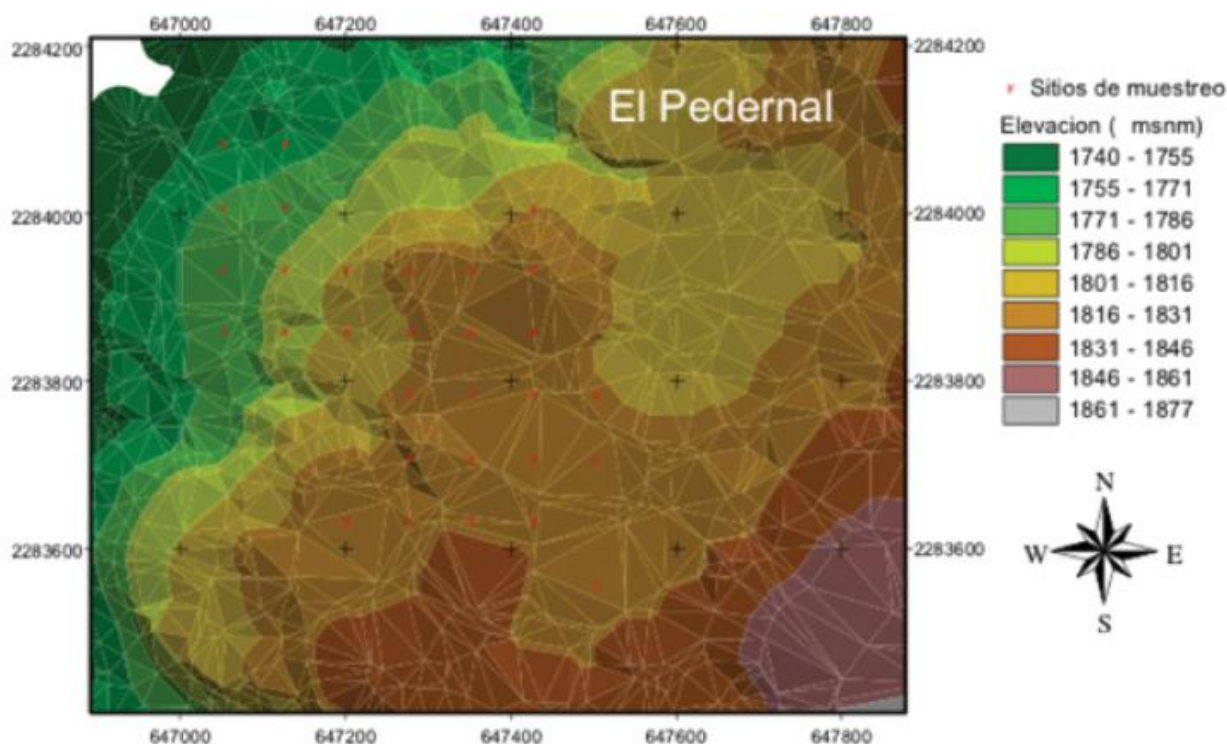 647000 647200 647400 647600 647800
2284200 2284200
El Pedernal
2284000 2284000
2283800 2283800
2283600 2283600
647000 647200 647400 647600 647800
Sitios de muestreo
Elevacion ( msnm)
1740 - 1755
1755 - 1771
1771 - 1786
1786 - 1801
1801 - 1816
1816 - 1831
1831 - 1846
1846 - 1861
1861 - 1877
N
W E
S